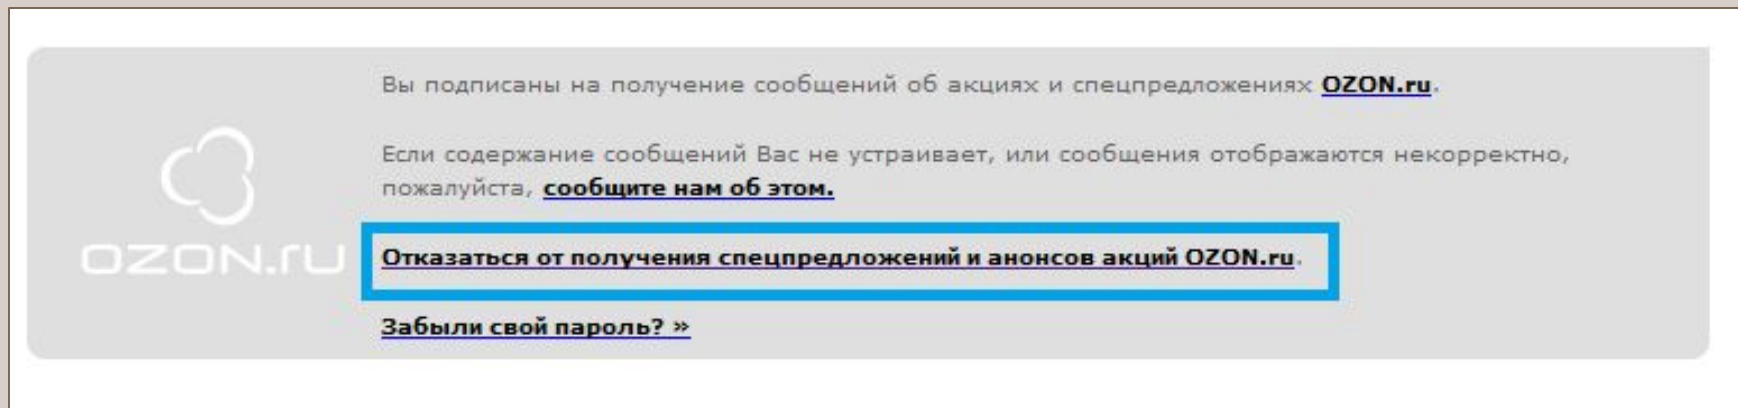 Вы подписаны на получение сообщений об акциях и спецпредложениях OZON.ru.
Если содержание сообщений Вас не устраивает, или сообщения отображаются некорректно,
пожалуйста, сообщите нам об этом.
OZON.ru
Отказаться от получения спецпредложений и анонсов акций OZON.ru.
Забыли свой пароль? »